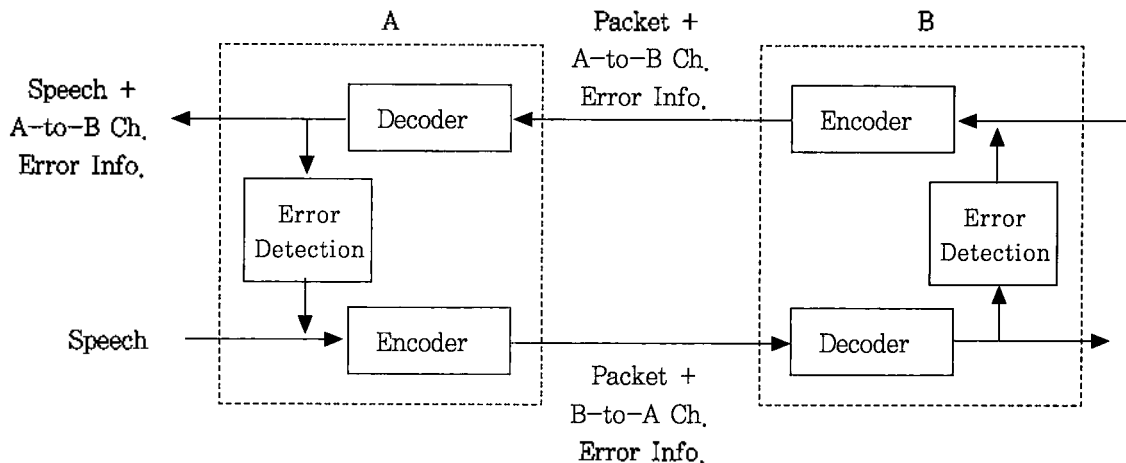 A
Packet +
A-to-B Ch.
Error Info.
B
Speech +
A-to-B Ch.
Error Info.
Decoder
Encoder
Error
Detection
Error
Detection
Speech
Encoder
Decoder
Packet +
B-to-A Ch.
Error Info.